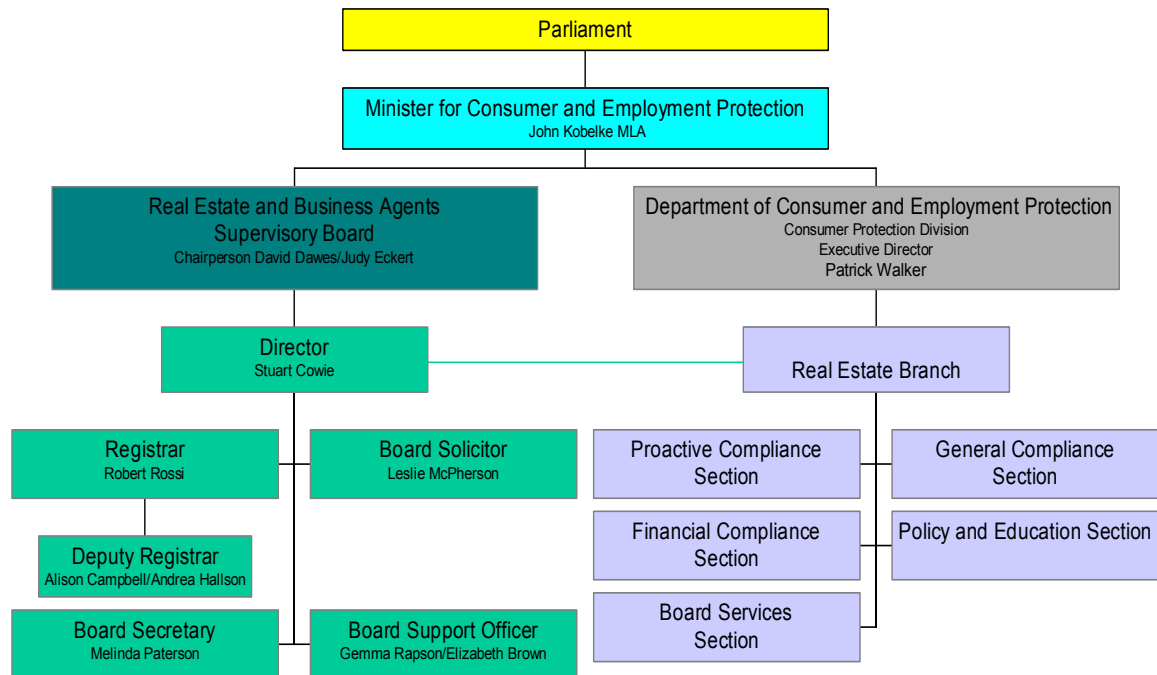 Parliament
Minister for Consumer and Employment Protection
John Kobelke MLA
Real Estate and Business Agents
Supervisory Board
Chairperson David Dawes/Judy Eckert
Department of Consumer and Employment Protection
Consumer Protection Division
Executive Director
Patrick Walker
Director
Stuart Cowie
Real Estate Branch
Registrar
Robert Rossi
Board Solicitor
Leslie McPherson
Proactive Compliance
Section
General Compliance
Section
Deputy Registrar
Alison Campbell/Andrea Hallson
Financial Compliance
Section
Policy and Education Section
Board Secretary
Melinda Paterson
Board Support Officer
Gemma Rapson/Elizabeth Brown
Board Services
Section